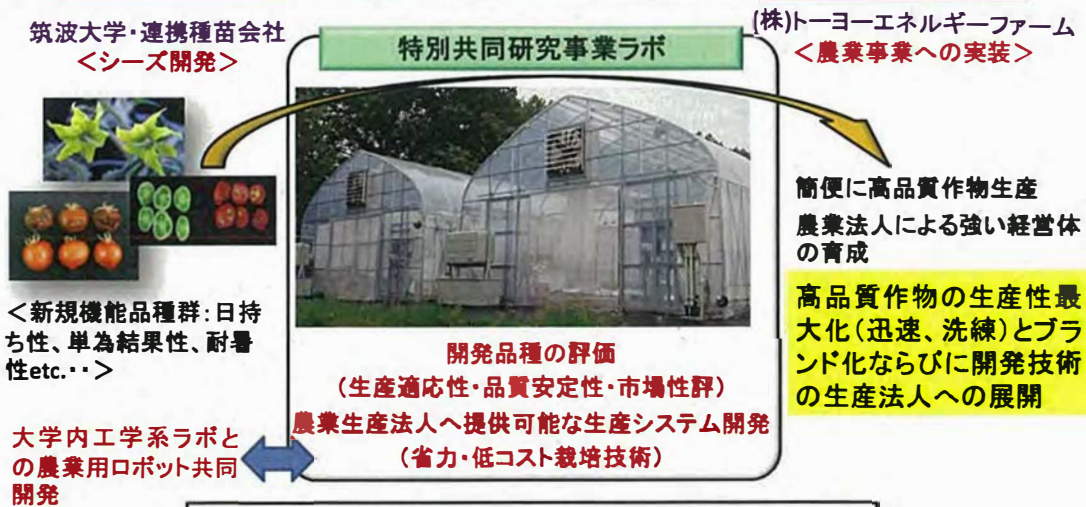 筑波大学・連携種苗会社
＜シーズ開発＞
特別共同研究事業ラボ
(株)トーヨーエネルギーファーム
＜農業事業への実装＞
＜新規機能品種群：日持
ち性、単為結果性、耐暑
性etc.・・＞
大学内工学系ラボと
の農業用ロボット共同
開発
開発品種の評価
（生産適応性・品質安定性・市場性評）
農業生産法人へ提供可能な生産システム開発
（省力・低コスト栽培技術）
簡便に高品質作物生産
農業法人による強い経営体
の育成
高品質作物の生産性最
大化（迅速、洗練）とブラ
ンド化ならびに開発技術
の生産法人への展開